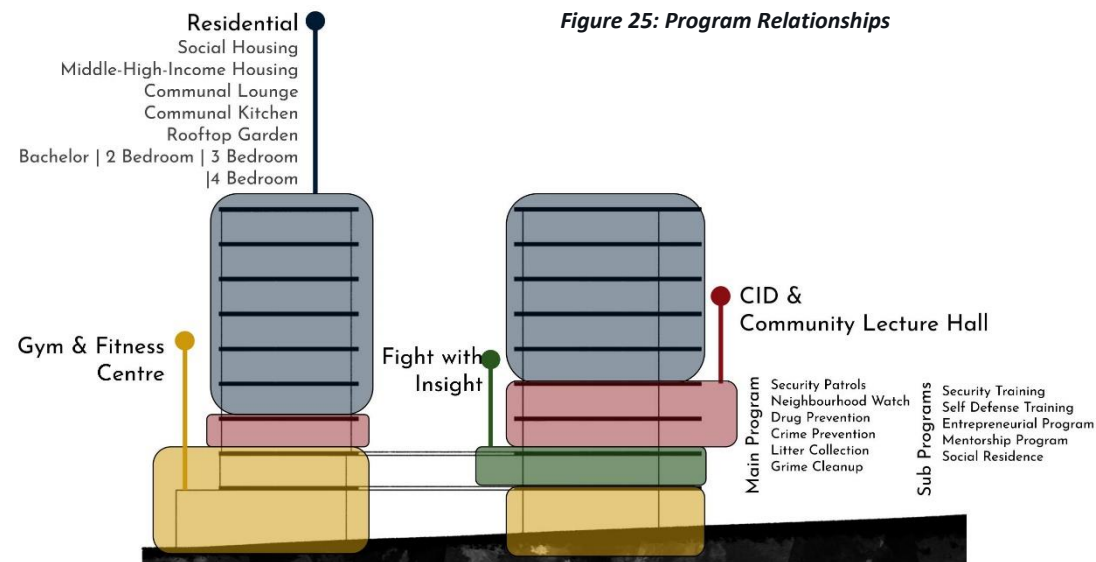 Figure 25: Program Relationships
Residential
Social Housing
Middle-High-Income Housing
Communal Lounge
Communal Kitchen
Rooftop Garden
Bachelor | 2 Bedroom | 3 Bedroom
|4 Bedroom
Gym & Fitness
Centre
Fight with
Insight
CID &
Community Lecture Hall
Main Program
Security Patrols
Neighbourhood Watch
Drug Prevention
Crime Prevention
Litter Collection
Grime Cleanup
Sub Programs
Security Training
Self Defense Training
Entrepreneurial Program
Mentorship Program
Social Residence